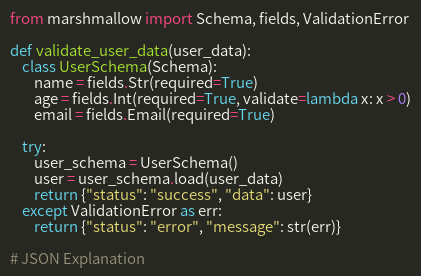 from marshmallow import Schema, fields, ValidationError
def validate_user_data(user_data):
    class UserSchema(Schema):
        name = fields.Str(required=True)
        age = fields.Int(required=True, validate=lambda x: x > 0)
        email = fields.Email(required=True)
    try:
        user_schema = UserSchema()
        user = user_schema.load(user_data)
        return {"status": "success", "data": user}
    except ValidationError as err:
        return {"status": "error", "message": str(err)}
# JSON Explanation